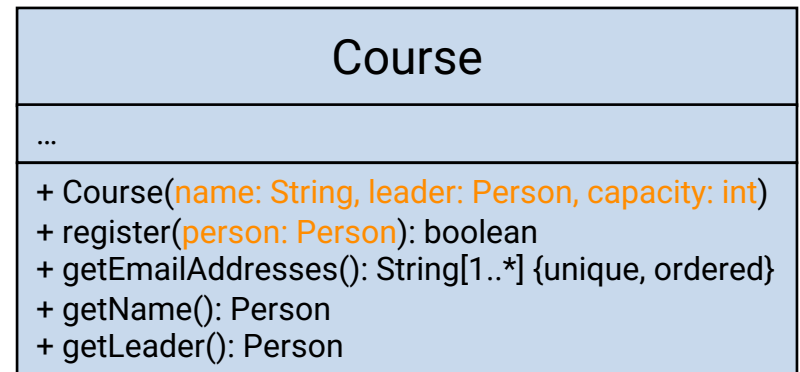 Course
...
+ Course(name: String, leader: Person, capacity: int)
+ register(person: Person): boolean
+ getEmailAddresses(): String[1..*] {unique, ordered}
+ getName(): Person
+ getLeader(): Person